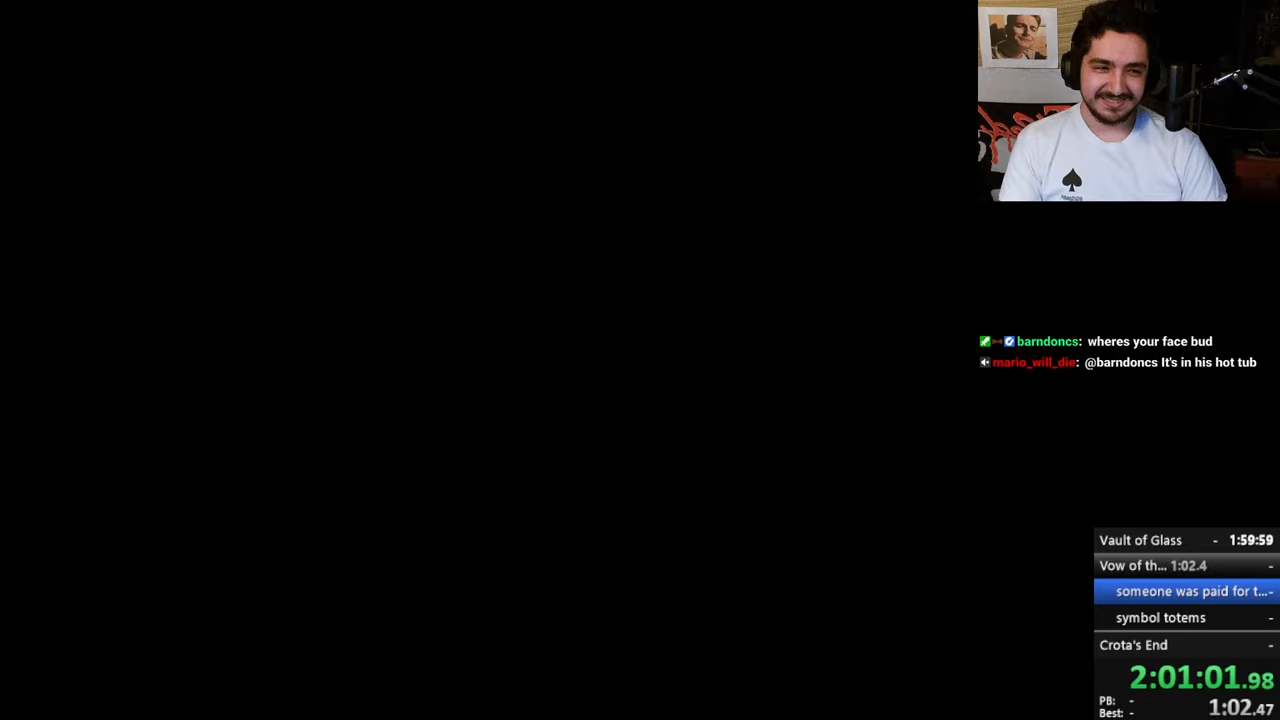 barndoncs: wheres your face bud
mario_will_die: @barndoncs It's in his hot tub
Vault of Glass - 1:59:59
Vow of th... 1:02.4 -
someone was paid for t...-
symbol totems -
Crota's End -
2:01:01.98
PB: -
Best: - 1:02.47